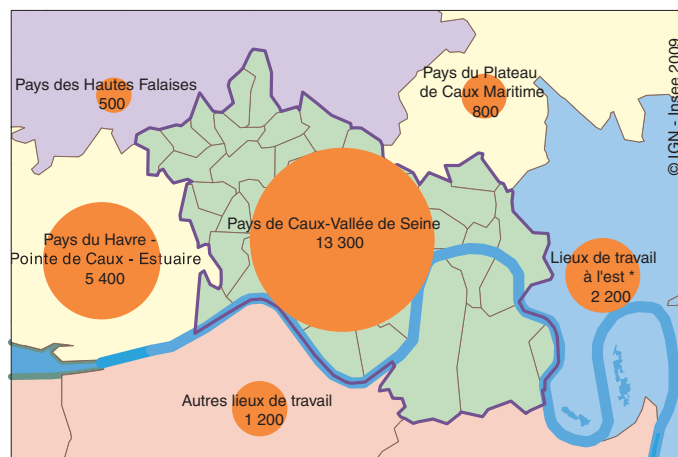 Pays des Hautes Falaises
500
Pays du Plateau
de Caux Maritime
800
© IGN - Insee 2009
Pays de Caux-Vallée de Seine
13 300
Pays du Havre -
Pointe de Caux - Estuaire
5 400
Lieux de travail
à l'est *
2 200
Autres lieux de travail
1 200